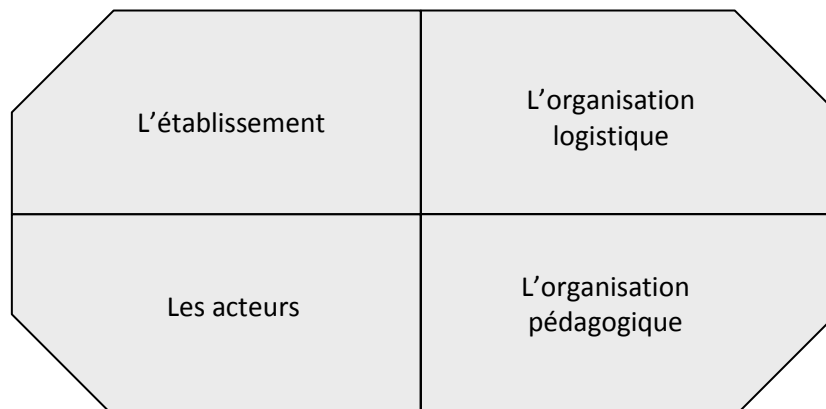 L’établissement
L’organisation
logistique
Les acteurs
L’organisation
pédagogique